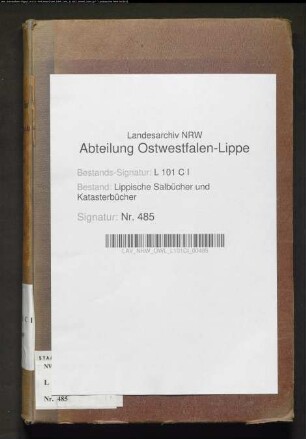 Landesarchiv NRW
Abteilung Ostwestfalen-Lippe
Bestands-Signatur: L 101 C I
Bestand: Lippische Salbücher und
Katasterbücher
Signatur: Nr. 485
C I
L
Nr. 485